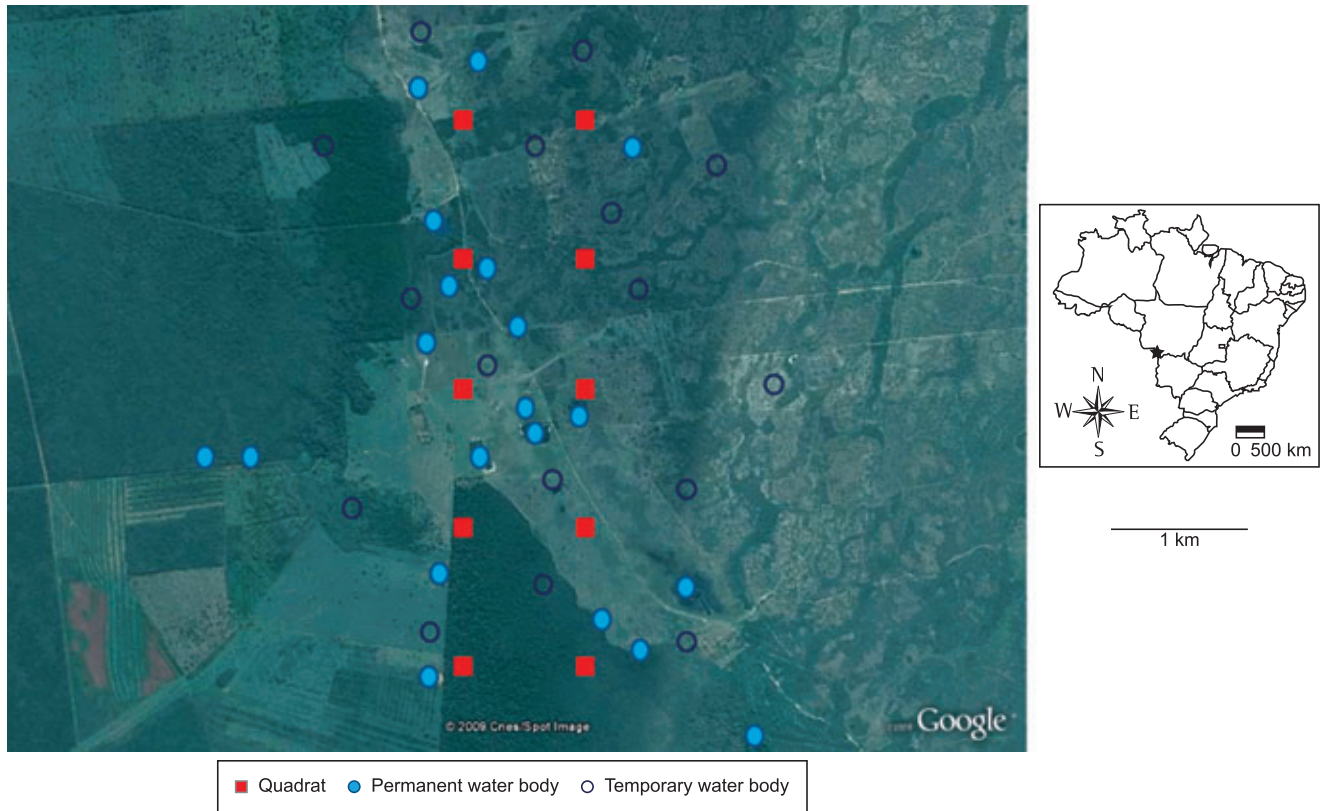 N
W E
S
0 500 km
1 km
© 2009 Cnes/Spot Image
Google
Quadrat Permanent water body Temporary water body